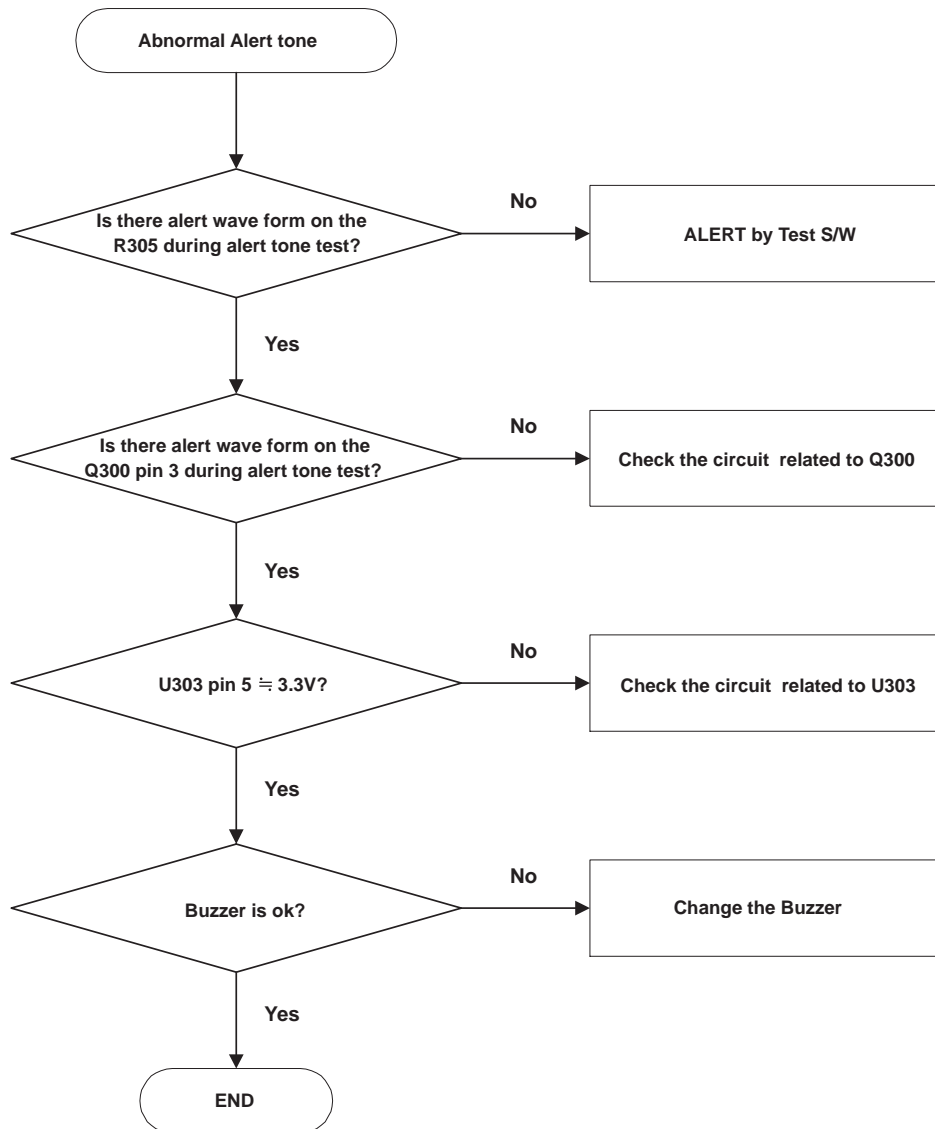 Abnormal Alert tone
Is there alert wave form on the
R305 during alert tone test?
No
ALERT by Test S/W
Yes
Is there alert wave form on the
Q300 pin 3 during alert tone test?
No
Check the circuit related to Q300
Yes
U303 pin 5 ≒ 3.3V?
No
Check the circuit related to U303
Yes
Buzzer is ok?
No
Change the Buzzer
Yes
END